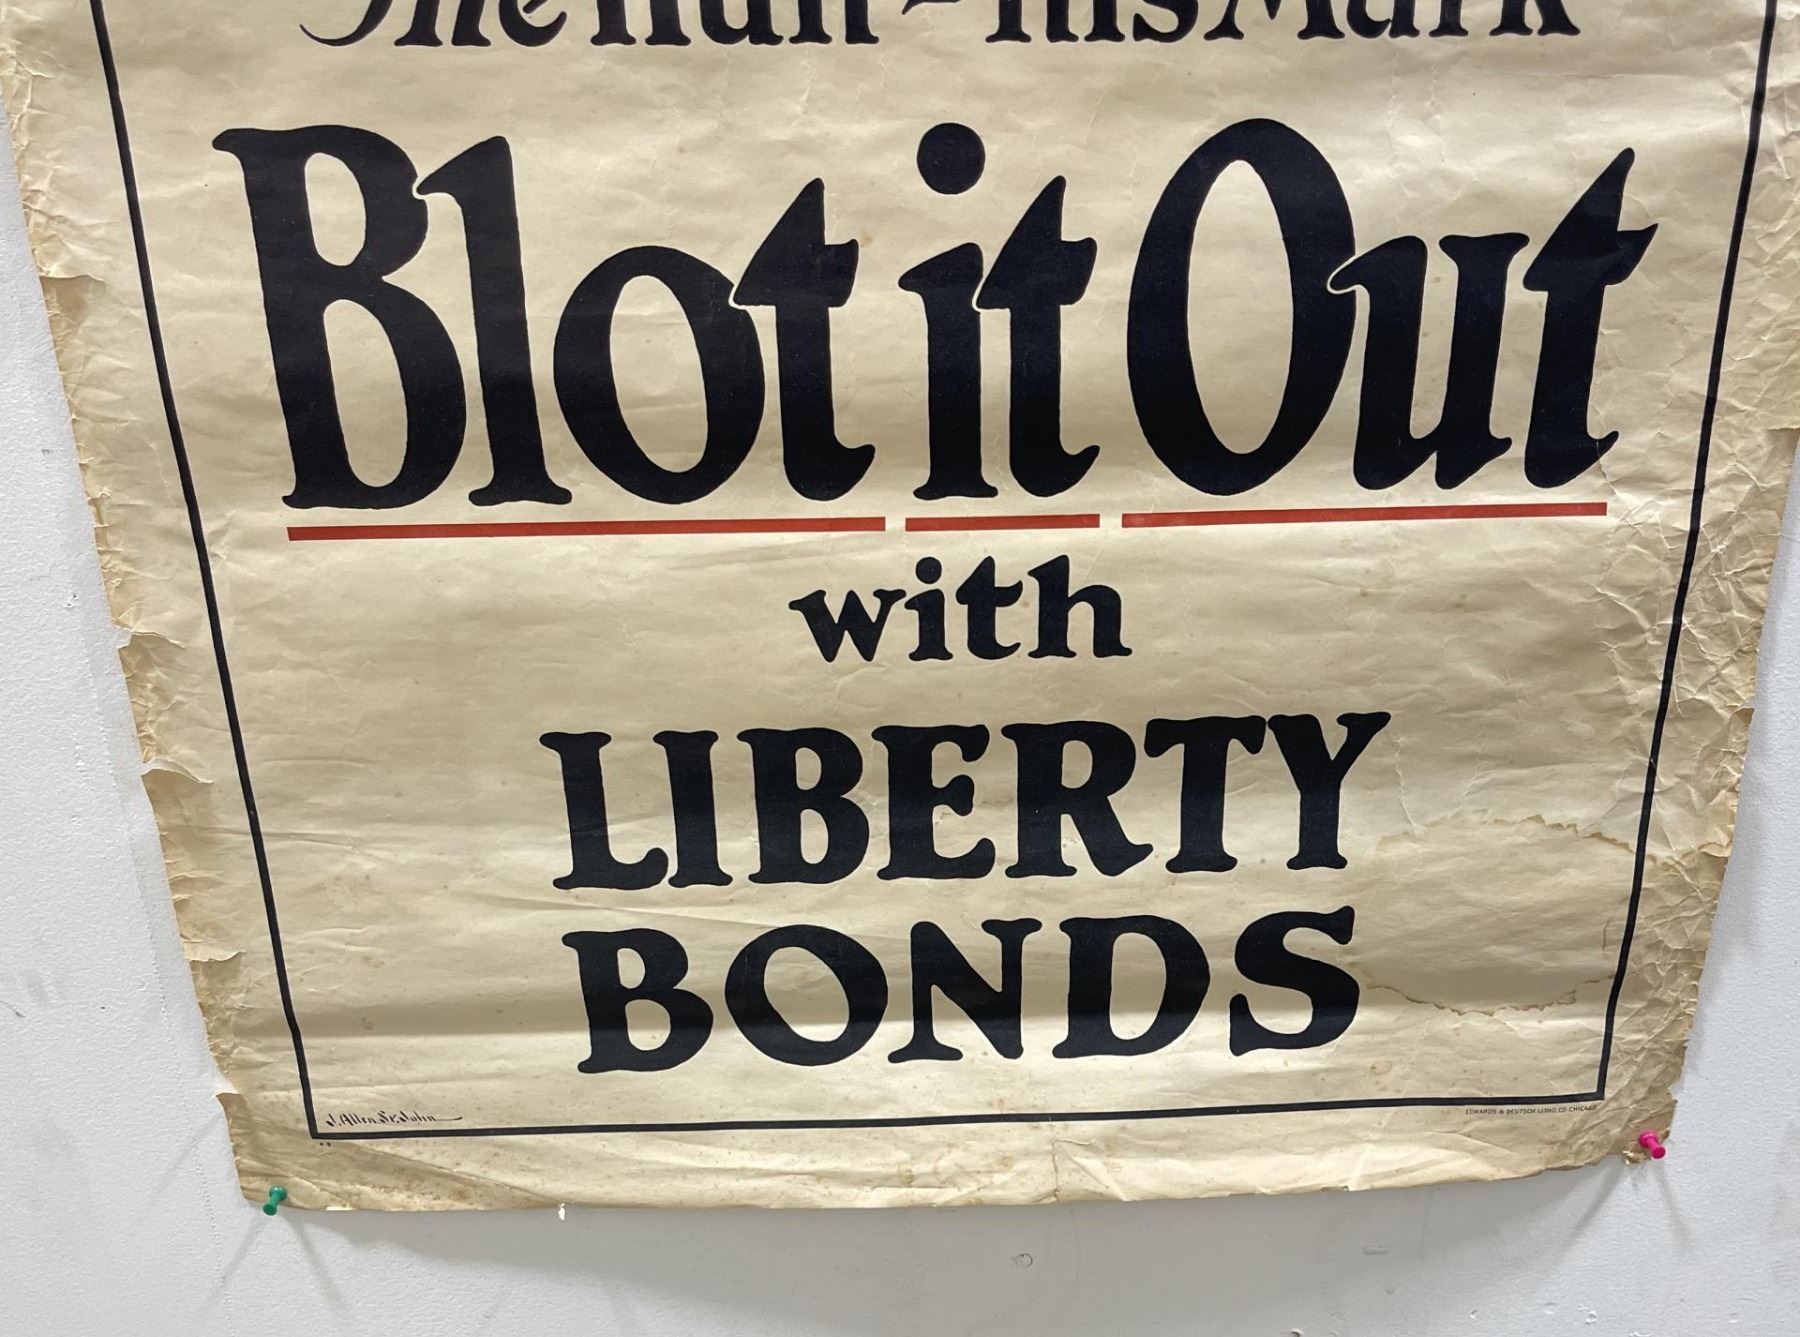 The Hun - his Mark
Blot it Out
with
LIBERTY
BONDS
J. Allen St. John
EDWARDS & DEUTSCH LITHO. CO. CHICAGO